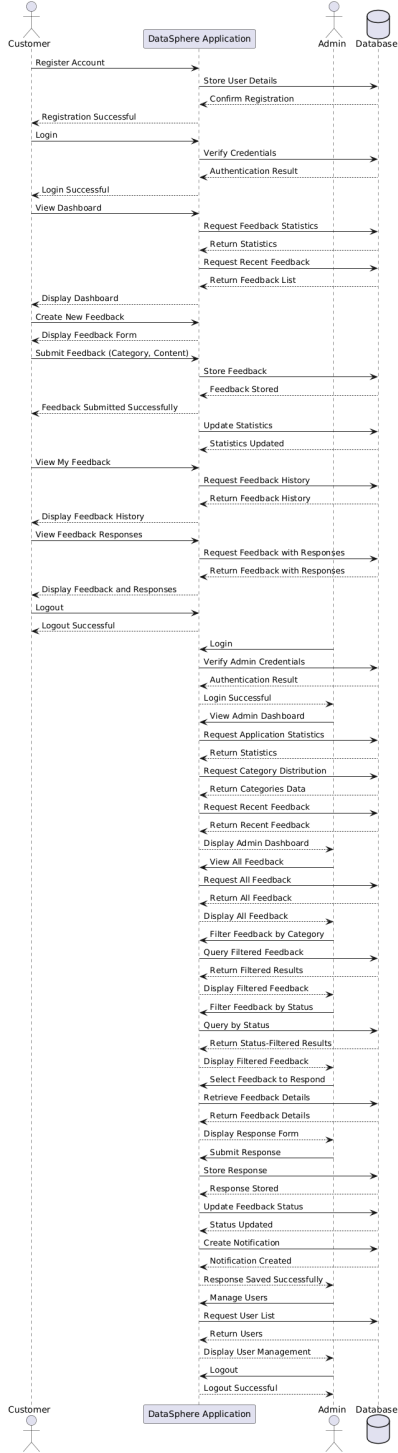 Customer
DataSphere Application
Admin
Database
Register Account
Store User Details
Confirm Registration
Registration Successful
Login
Verify Credentials
Authentication Result
Login Successful
View Dashboard
Request Feedback Statistics
Return Statistics
Request Recent Feedback
Return Feedback List
Display Dashboard
Create New Feedback
Display Feedback Form
Submit Feedback (Category, Content)
Store Feedback
Feedback Stored
Feedback Submitted Successfully
Update Statistics
Statistics Updated
View My Feedback
Request Feedback History
Return Feedback History
Display Feedback History
View Feedback Responses
Request Feedback with Responses
Return Feedback with Responses
Display Feedback and Responses
Logout
Logout Successful
Login
Verify Admin Credentials
Authentication Result
Login Successful
View Admin Dashboard
Request Application Statistics
Return Statistics
Request Category Distribution
Return Categories Data
Request Recent Feedback
Return Recent Feedback
Display Admin Dashboard
View All Feedback
Request All Feedback
Return All Feedback
Display All Feedback
Filter Feedback by Category
Query Filtered Feedback
Return Filtered Results
Display Filtered Feedback
Filter Feedback by Status
Query by Status
Return Status-Filtered Results
Display Filtered Feedback
Select Feedback to Respond
Retrieve Feedback Details
Return Feedback Details
Display Response Form
Submit Response
Store Response
Response Stored
Update Feedback Status
Status Updated
Create Notification
Notification Created
Response Saved Successfully
Manage Users
Request User List
Return Users
Display User Management
Logout
Logout Successful
Customer
DataSphere Application
Admin
Database